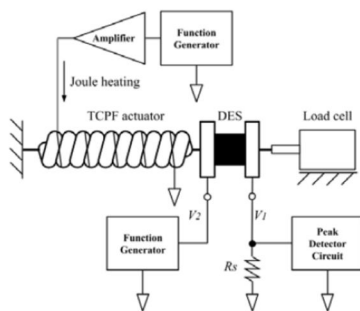 Amplifier
Function
Generator
Joule heating
TCPF actuator
DES
Load cell
V2
V1
Function
Generator
Rs
Peak
Detector
Circuit